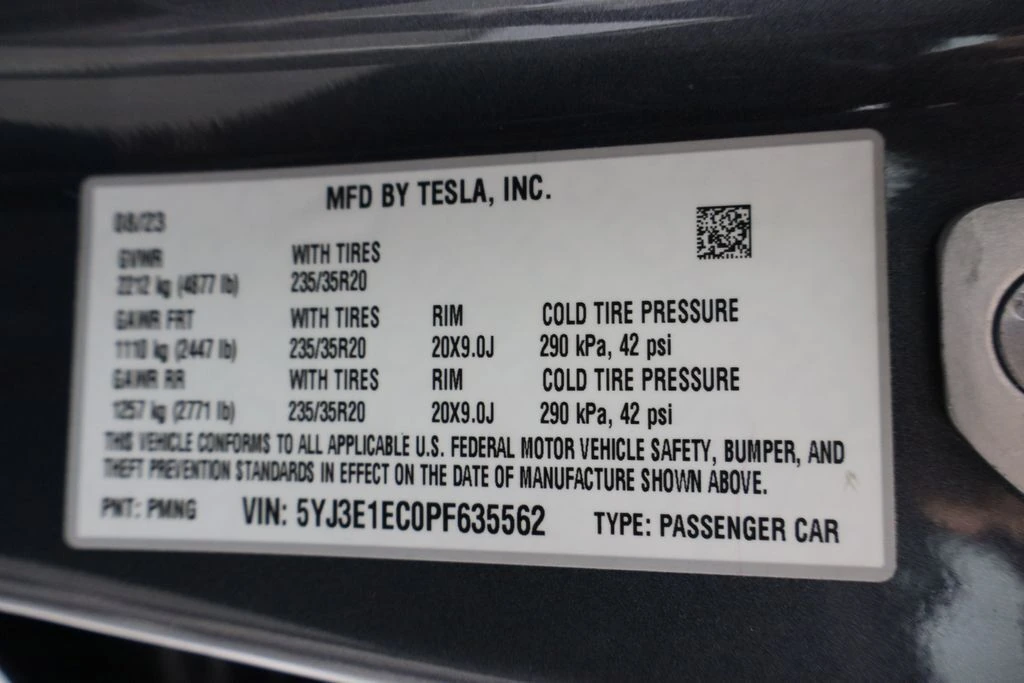 MFD BY TESLA, INC.
08/23
GVWR WITH TIRES
2212 kg (4877 lb) 235/35R20
GAWR FRT WITH TIRES RIM COLD TIRE PRESSURE
1110 kg (2447 lb) 235/35R20 20X9.0J 290 kPa, 42 psi
GAWR RR WITH TIRES RIM COLD TIRE PRESSURE
1257 kg (2771 lb) 235/35R20 20X9.0J 290 kPa, 42 psi
THIS VEHICLE CONFORMS TO ALL APPLICABLE U.S. FEDERAL MOTOR VEHICLE SAFETY, BUMPER, AND
THEFT PREVENTION STANDARDS IN EFFECT ON THE DATE OF MANUFACTURE SHOWN ABOVE.
PNT: PMNG VIN: 5YJ3E1EC0PF635562 TYPE: PASSENGER CAR